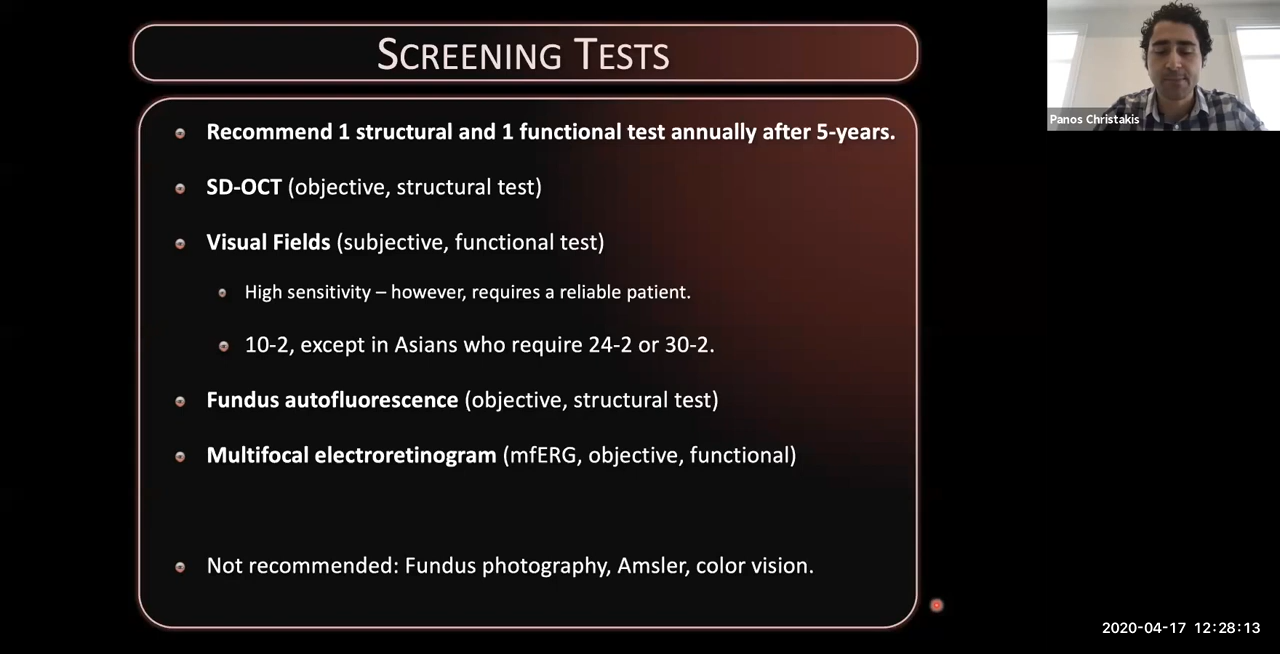 SCREENING TESTS
Recommend 1 structural and 1 functional test annually after 5-years.
SD-OCT (objective, structural test)
Visual Fields (subjective, functional test)
High sensitivity – however, requires a reliable patient.
10-2, except in Asians who require 24-2 or 30-2.
Fundus autofluorescence (objective, structural test)
Multifocal electroretinogram (mfERG, objective, functional)
Not recommended: Fundus photography, Amsler, color vision.
Panos Christakis
2020-04-17 12:28:13